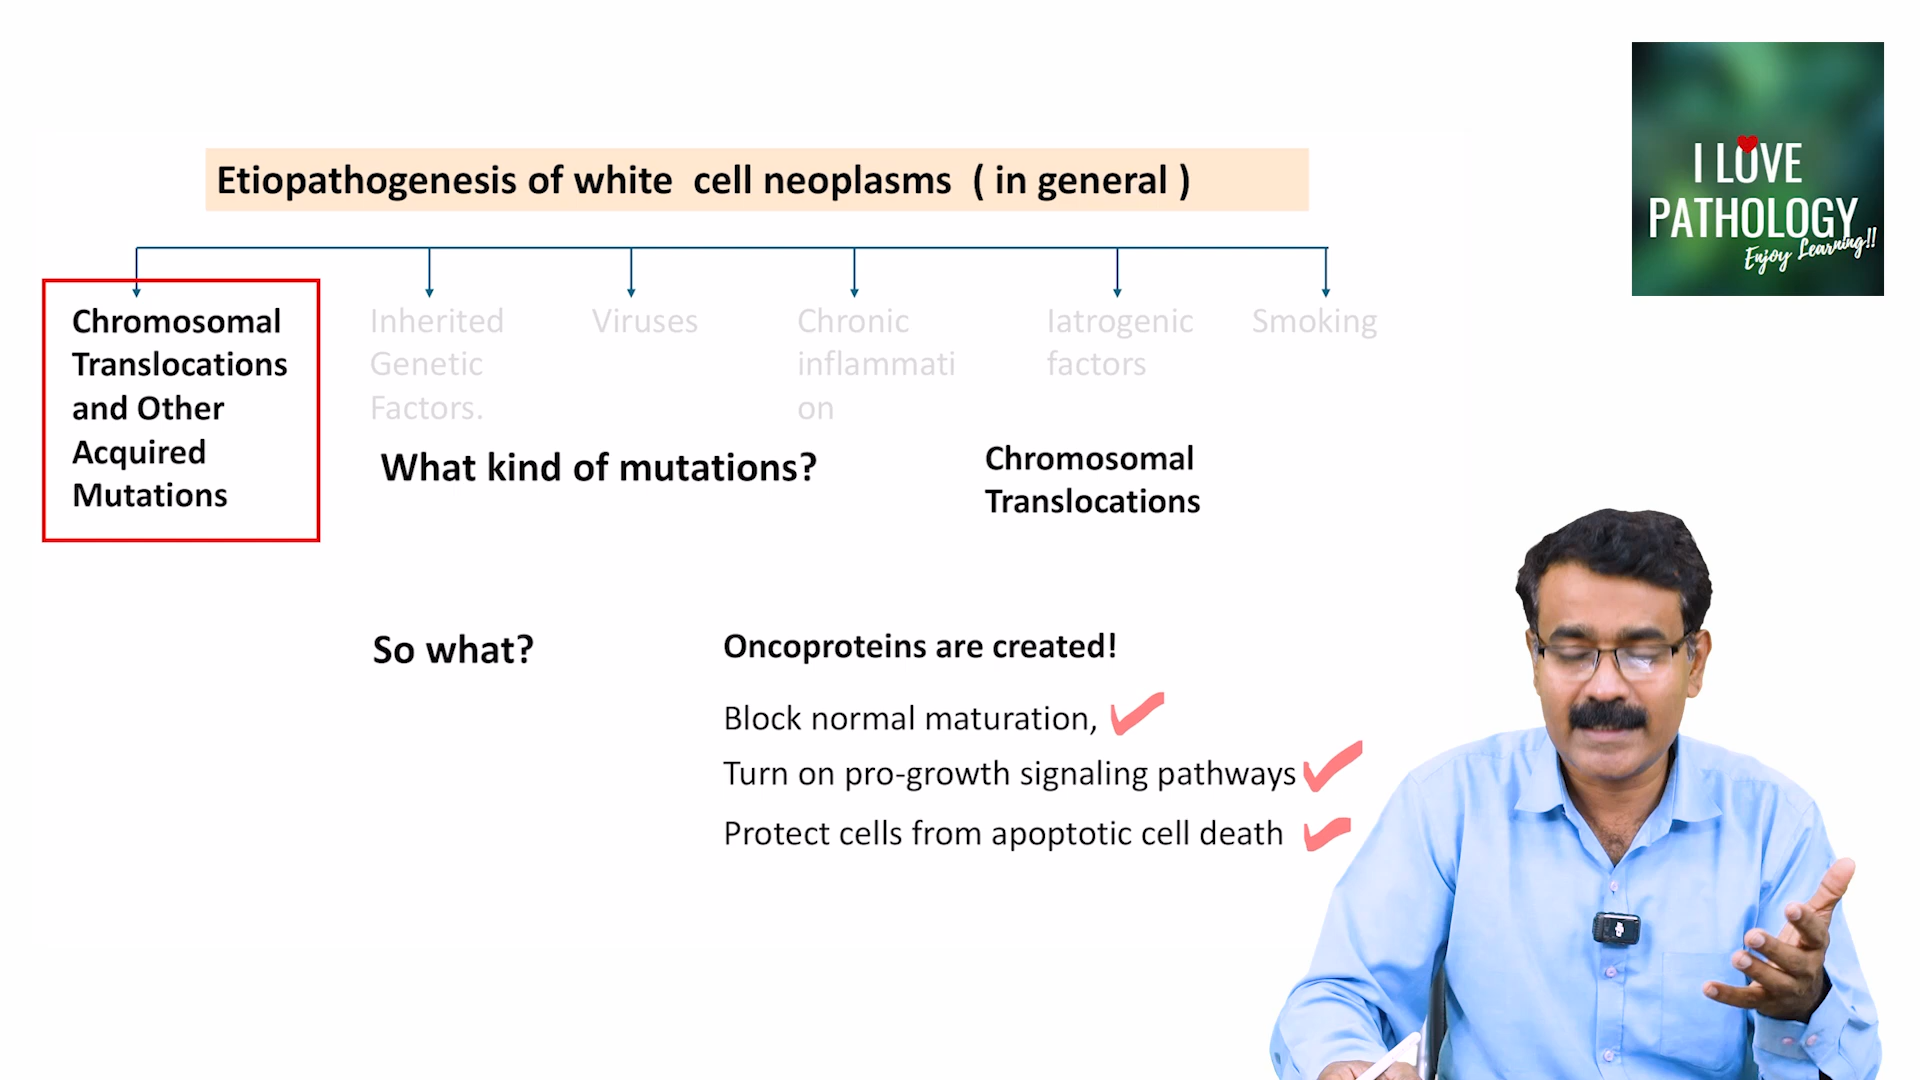 Etiopathogenesis of white cell neoplasms ( in general )
I LOVE
PATHOLOGY
Enjoy Learning!!
Chromosomal
Translocations
and Other
Acquired
Mutations
Inherited
Genetic
Factors.
Viruses
Chronic
inflammati
on
Iatrogenic
factors
Smoking
What kind of mutations?
Chromosomal
Translocations
So what?
Oncoproteins are created!
Block normal maturation,
Turn on pro-growth signaling pathways
Protect cells from apoptotic cell death